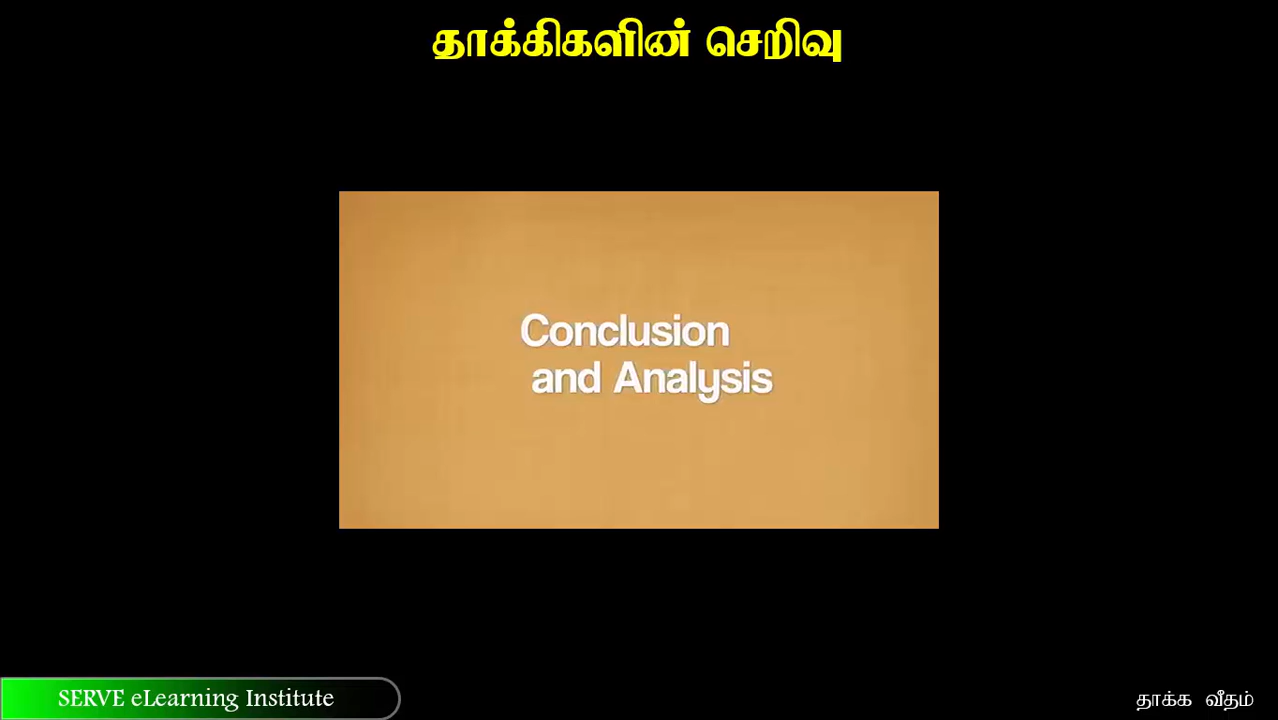 தாக்கிகளின் செறிவு
Conclusion
and Analysis
SERVE eLearning Institute
தாக்க வீதம்